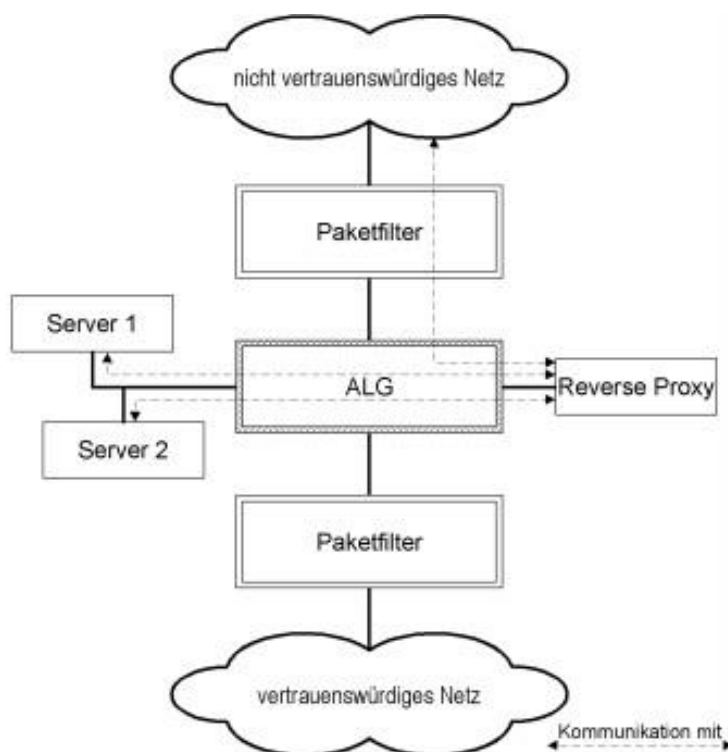 nicht vertrauenswürdiges Netz
Paketfilter
Server 1
ALG
Reverse Proxy
Server 2
Paketfilter
vertrauenswürdiges Netz
Kommunikation mit